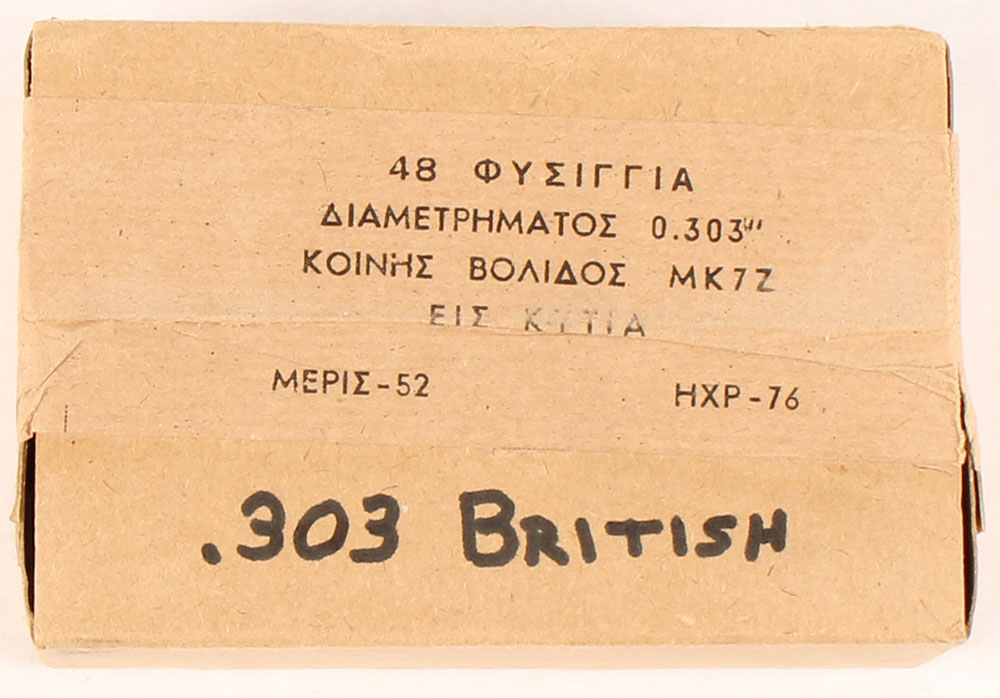 48 ΦΥΣΙΓΓΙΑ
ΔΙΑΜΕΤΡΗΜΑΤΟΣ 0.303"
ΚΟΙΝΗΣ ΒΟΛΙΔΟΣ ΜΚ7Ζ
ΕΙΣ ΚΥΤΙΑ
ΜΕΡΙΣ-52 ΗΧΡ-76
.303 BRITISH